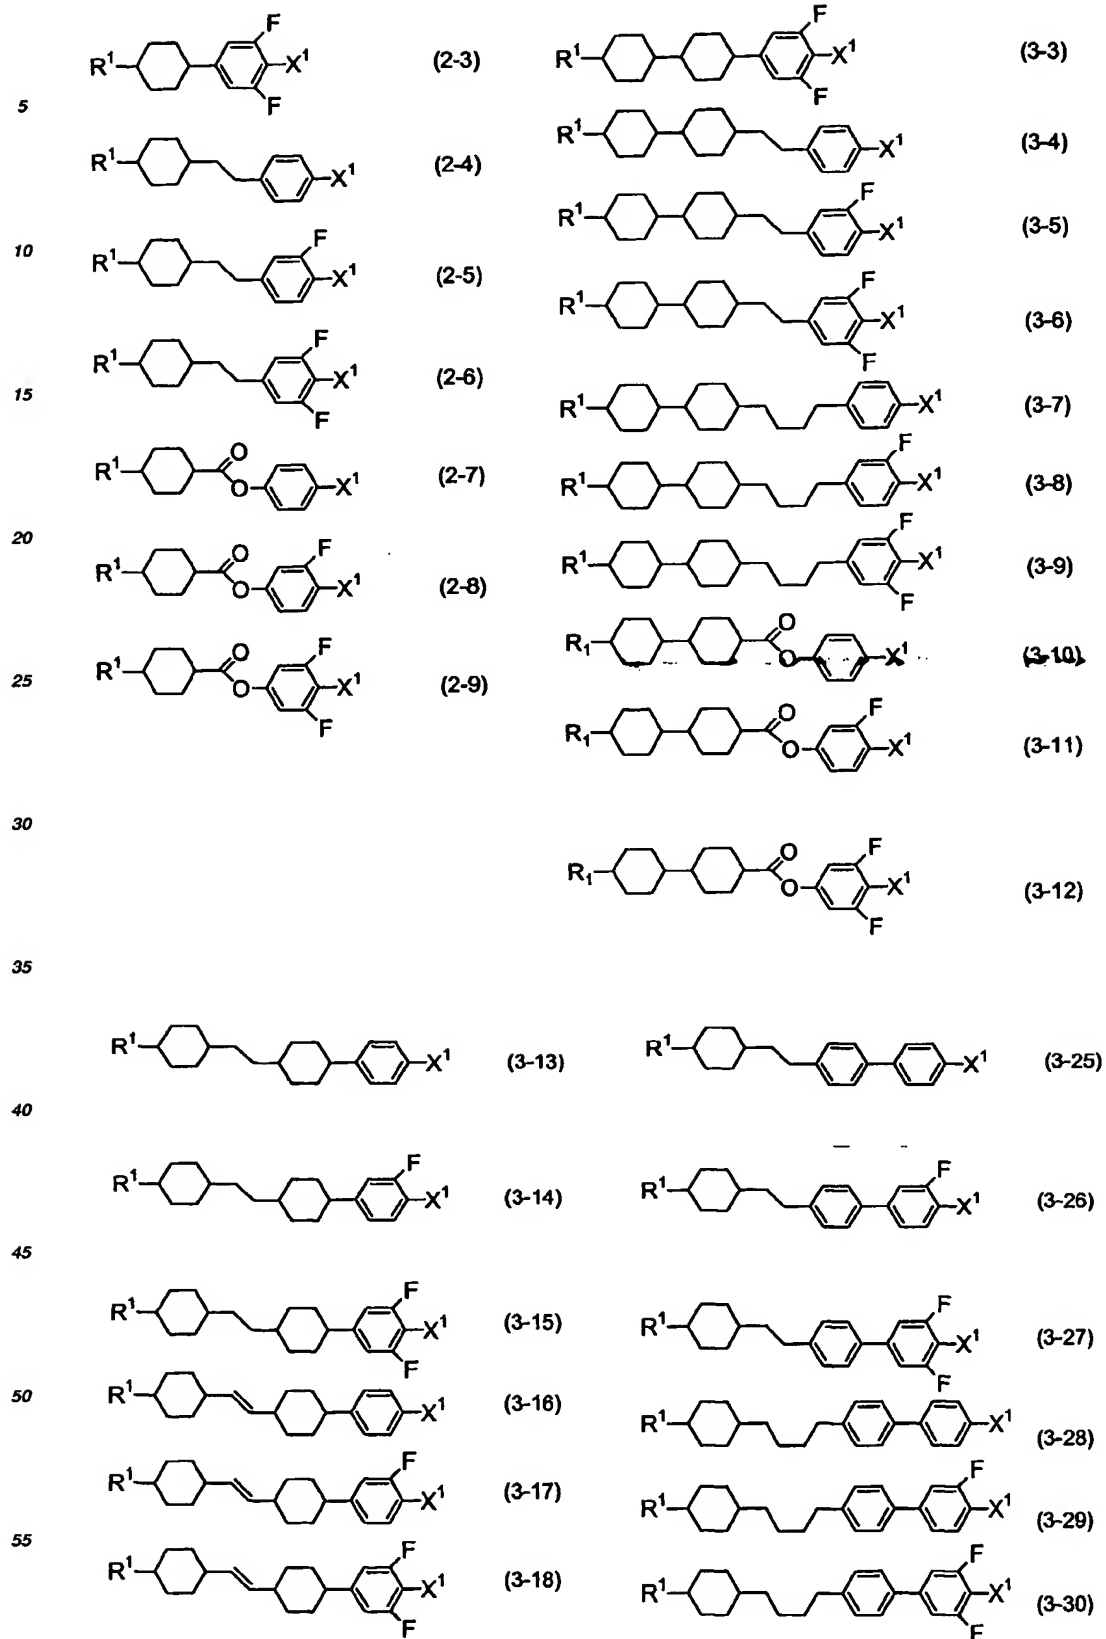 F
R¹ X¹ (2-3)
F
F
R¹ X¹ (3-3)
F
5
R¹ X¹ (2-4)
R¹ X¹ (3-4)
F
R¹ X¹ (3-5)
10
F
R¹ X¹ (2-5)
F
R¹ X¹ (3-6)
F
F
R¹ X¹ (2-6)
F
15
R¹ X¹ (3-7)
O
R¹ O X¹ (2-7)
F
R¹ X¹ (3-8)
20
O F
R¹ O X¹ (2-8)
F
R¹ X¹ (3-9)
F
O
R₁ O X¹ (3-10)
O F
R¹ O X¹ (2-9)
F
25
O F
R₁ O X¹ (3-11)
30
O F
R₁ O X¹ (3-12)
F
35
R¹ X¹ (3-13)
R¹ X¹ (3-25)
40
F
R¹ X¹ (3-14)
F
R¹ X¹ (3-26)
45
F
R¹ X¹ (3-15)
F
F
R¹ X¹ (3-27)
F
50
R¹ X¹ (3-16)
R¹ X¹ (3-28)
F
R¹ X¹ (3-17)
F
R¹ X¹ (3-29)
55
F
R¹ X¹ (3-18)
F
F
R¹ X¹ (3-30)
F